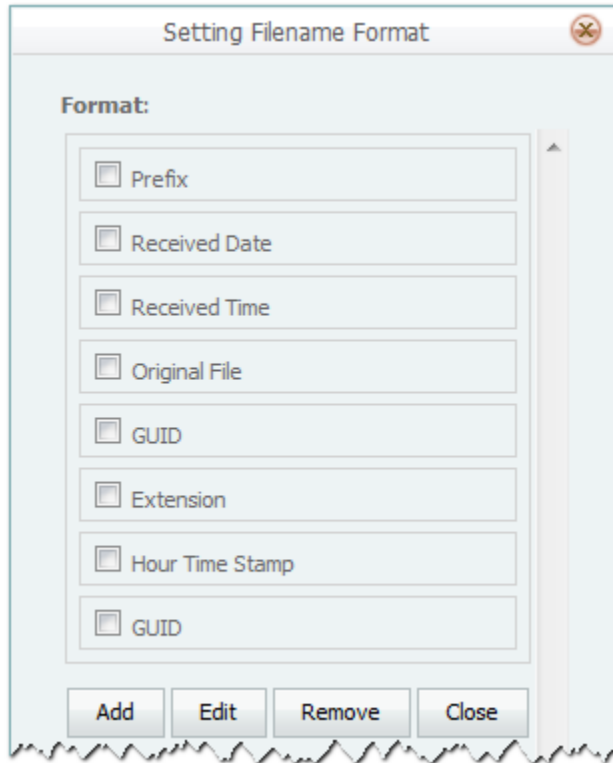 Setting Filename Format
Format:
Prefix
Received Date
Received Time
Original File
GUID
Extension
Hour Time Stamp
GUID
Add Edit Remove Close